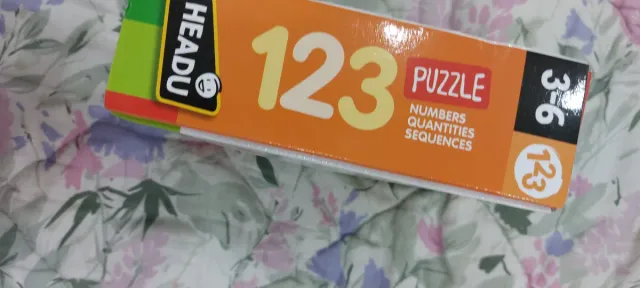 HEADU
123
PUZZLE
NUMBERS
QUANTITIES
SEQUENCES
3-6
123